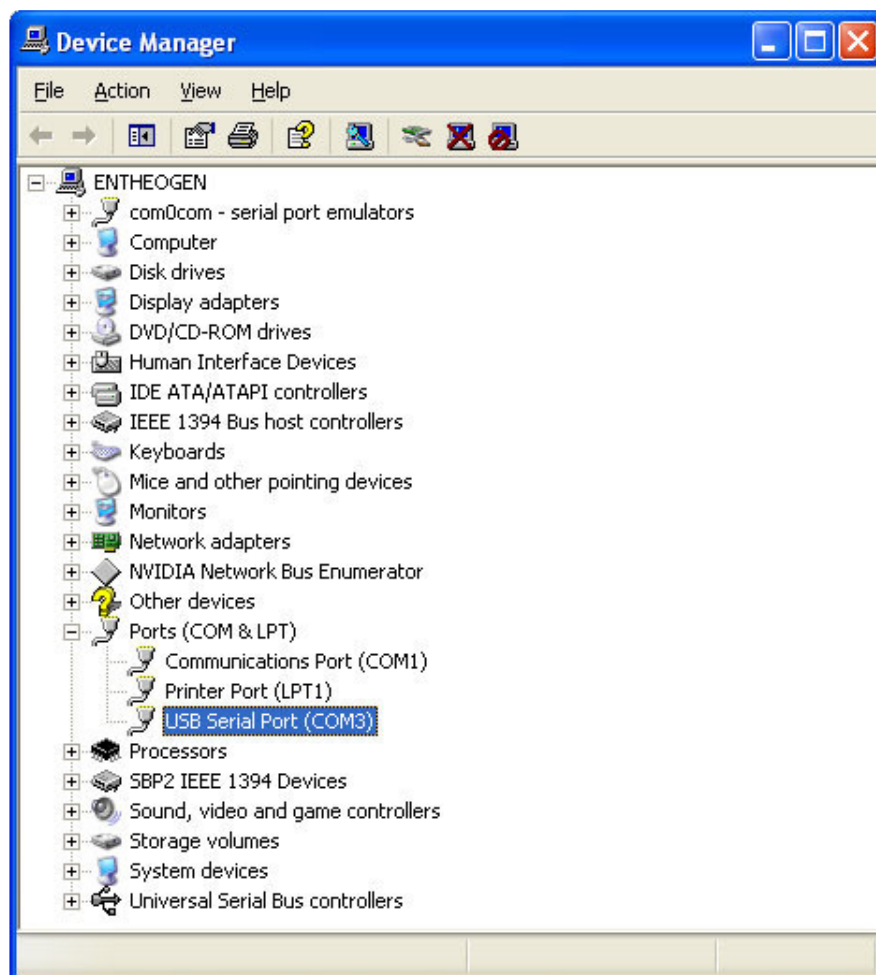 Device Manager
File Action View Help
ENTHEOGEN
com0com - serial port emulators
Computer
Disk drives
Display adapters
DVD/CD-ROM drives
Human Interface Devices
IDE ATA/ATAPI controllers
IEEE 1394 Bus host controllers
Keyboards
Mice and other pointing devices
Monitors
Network adapters
NVIDIA Network Bus Enumerator
Other devices
Ports (COM & LPT)
Communications Port (COM1)
Printer Port (LPT1)
USB Serial Port (COM3)
Processors
SBP2 IEEE 1394 Devices
Sound, video and game controllers
Storage volumes
System devices
Universal Serial Bus controllers